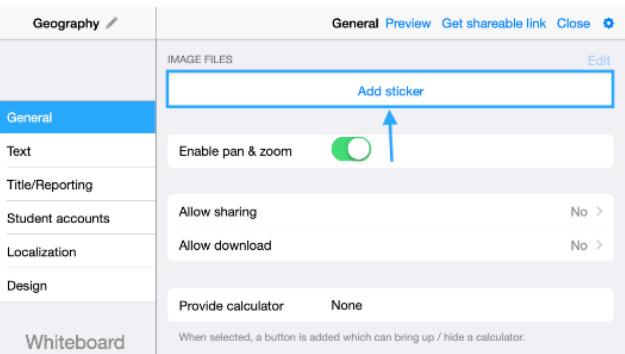 Geography
General Preview Get shareable link Close
IMAGE FILES Edit
Add sticker
General
Text
Title/Reporting
Student accounts
Localization
Design
Whiteboard
Enable pan & zoom
Allow sharing No
Allow download No
Provide calculator None
When selected, a button is added which can bring up / hide a calculator.